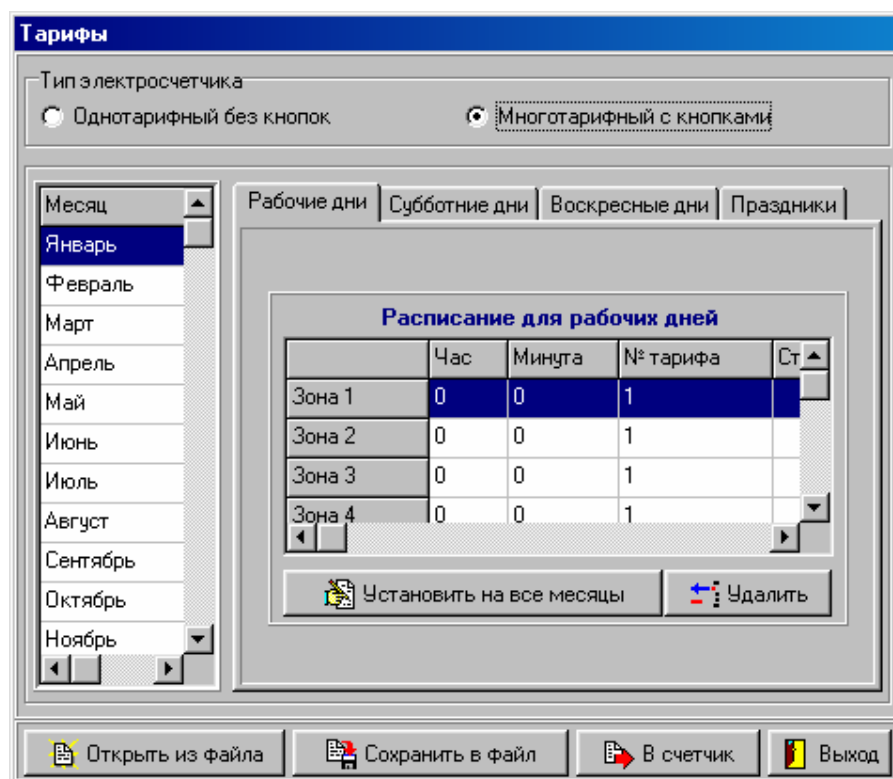 Тарифы
Тип электросчетчика
Однотарифный без кнопок
Многотарифный с кнопками
Месяц
Январь
Февраль
Март
Апрель
Май
Июнь
Июль
Август
Сентябрь
Октябрь
Ноябрь
Рабочие дни Субботние дни Воскресные дни Праздники
Расписание для рабочих дней
Час Минута № тарифа Ст
Зона 1 0 0 1
Зона 2 0 0 1
Зона 3 0 0 1
Зона 4 0 0 1
Установить на все месяцы Удалить
Открыть из файла Сохранить в файл В счетчик Выход